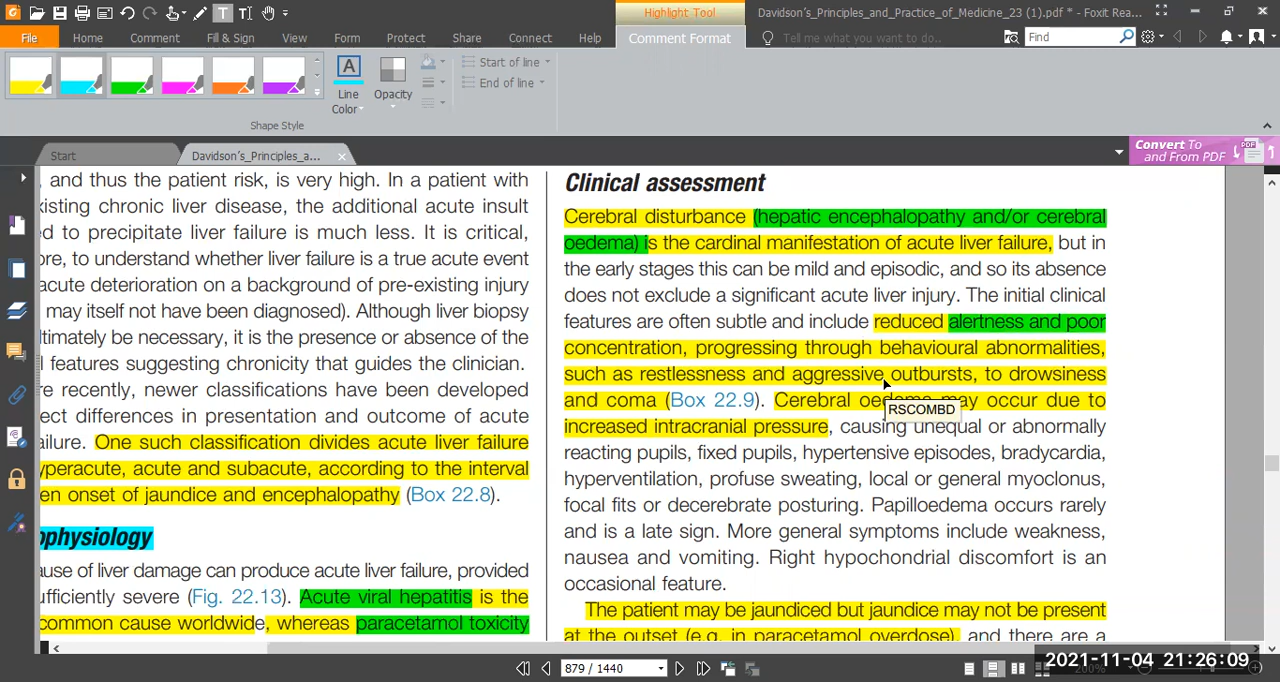 Highlight Tool
Davidson's_Principles_and_Practice_of_Medicine_23 (1).pdf * - Foxit Rea...
File
Home
Comment
Fill & Sign
View
Form
Protect
Share
Connect
Help
Comment Format
Tell me what you want to do..
Find
Line
Color
Opacity
Start of line
End of line
Shape Style
Start
Davidson's_Principles_a...
Convert To
and From PDF
, and thus the patient risk, is very high. In a patient with
xisting chronic liver disease, the additional acute insult
ed to precipitate liver failure is much less. It is critical,
ore, to understand whether liver failure is a true acute event
acute deterioration on a background of pre-existing injury
may itself not have been diagnosed). Although liver biopsy
ltimately be necessary, it is the presence or absence of the
l features suggesting chronicity that guides the clinician.
re recently, newer classifications have been developed
ect differences in presentation and outcome of acute
ailure. One such classification divides acute liver failure
yperacute, acute and subacute, according to the interval
en onset of jaundice and encephalopathy (Box 22.8).
ophysiology
ause of liver damage can produce acute liver failure, provided
ufficiently severe (Fig. 22.13). Acute viral hepatitis is the
common cause worldwide, whereas paracetamol toxicity
Clinical assessment
Cerebral disturbance (hepatic encephalopathy and/or cerebral
oedema) is the cardinal manifestation of acute liver failure, but in
the early stages this can be mild and episodic, and so its absence
does not exclude a significant acute liver injury. The initial clinical
features are often subtle and include reduced alertness and poor
concentration, progressing through behavioural abnormalities,
such as restlessness and aggressive outbursts, to drowsiness
and coma (Box 22.9). Cerebral oedema may occur due to
RSCOMBD
increased intracranial pressure, causing unequal or abnormally
reacting pupils, fixed pupils, hypertensive episodes, bradycardia,
hyperventilation, profuse sweating, local or general myoclonus,
focal fits or decerebrate posturing. Papilloedema occurs rarely
and is a late sign. More general symptoms include weakness,
nausea and vomiting. Right hypochondrial discomfort is an
occasional feature.
The patient may be jaundiced but jaundice may not be present
at the outset (e.g. in paracetamol overdose), and there are a
879 / 1440
2021-11-04 21:26:09
200%